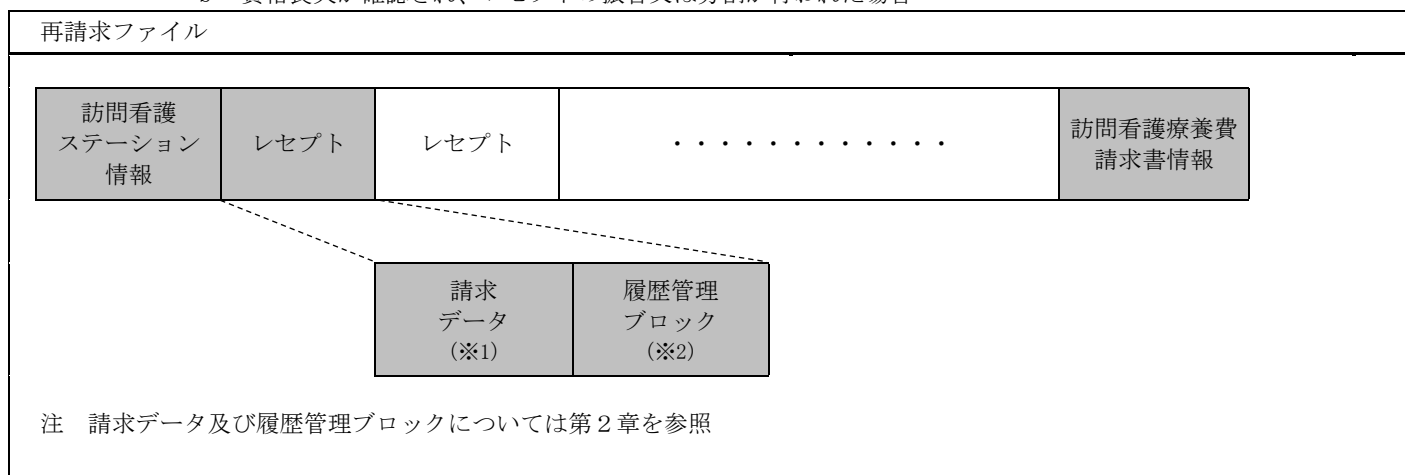 再請求ファイル
訪問看護
ステーション
情報
レセプト
レセプト
・・・・・・・・・・・・
訪問看護療養費
請求書情報
請求
データ
(※1)
履歴管理
ブロック
(※2)
注　請求データ及び履歴管理ブロックについては第２章を参照